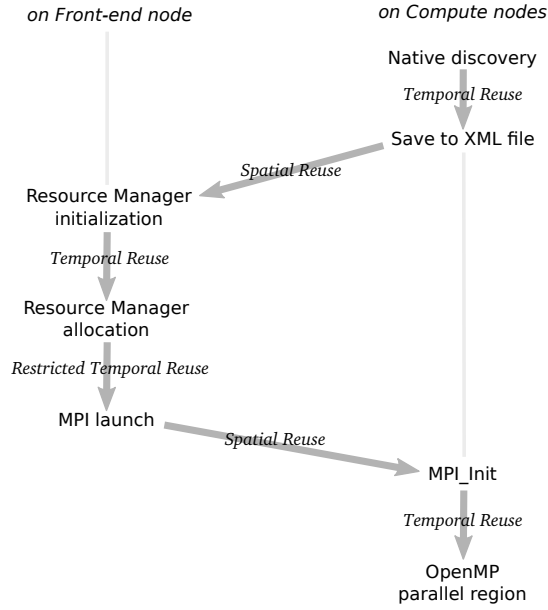 on Front-end node
on Compute nodes
Native discovery
Temporal Reuse
Save to XML file
Spatial Reuse
Resource Manager
initialization
Temporal Reuse
Resource Manager
allocation
Restricted Temporal Reuse
MPI launch
Spatial Reuse
MPI_Init
Temporal Reuse
OpenMP
parallel region